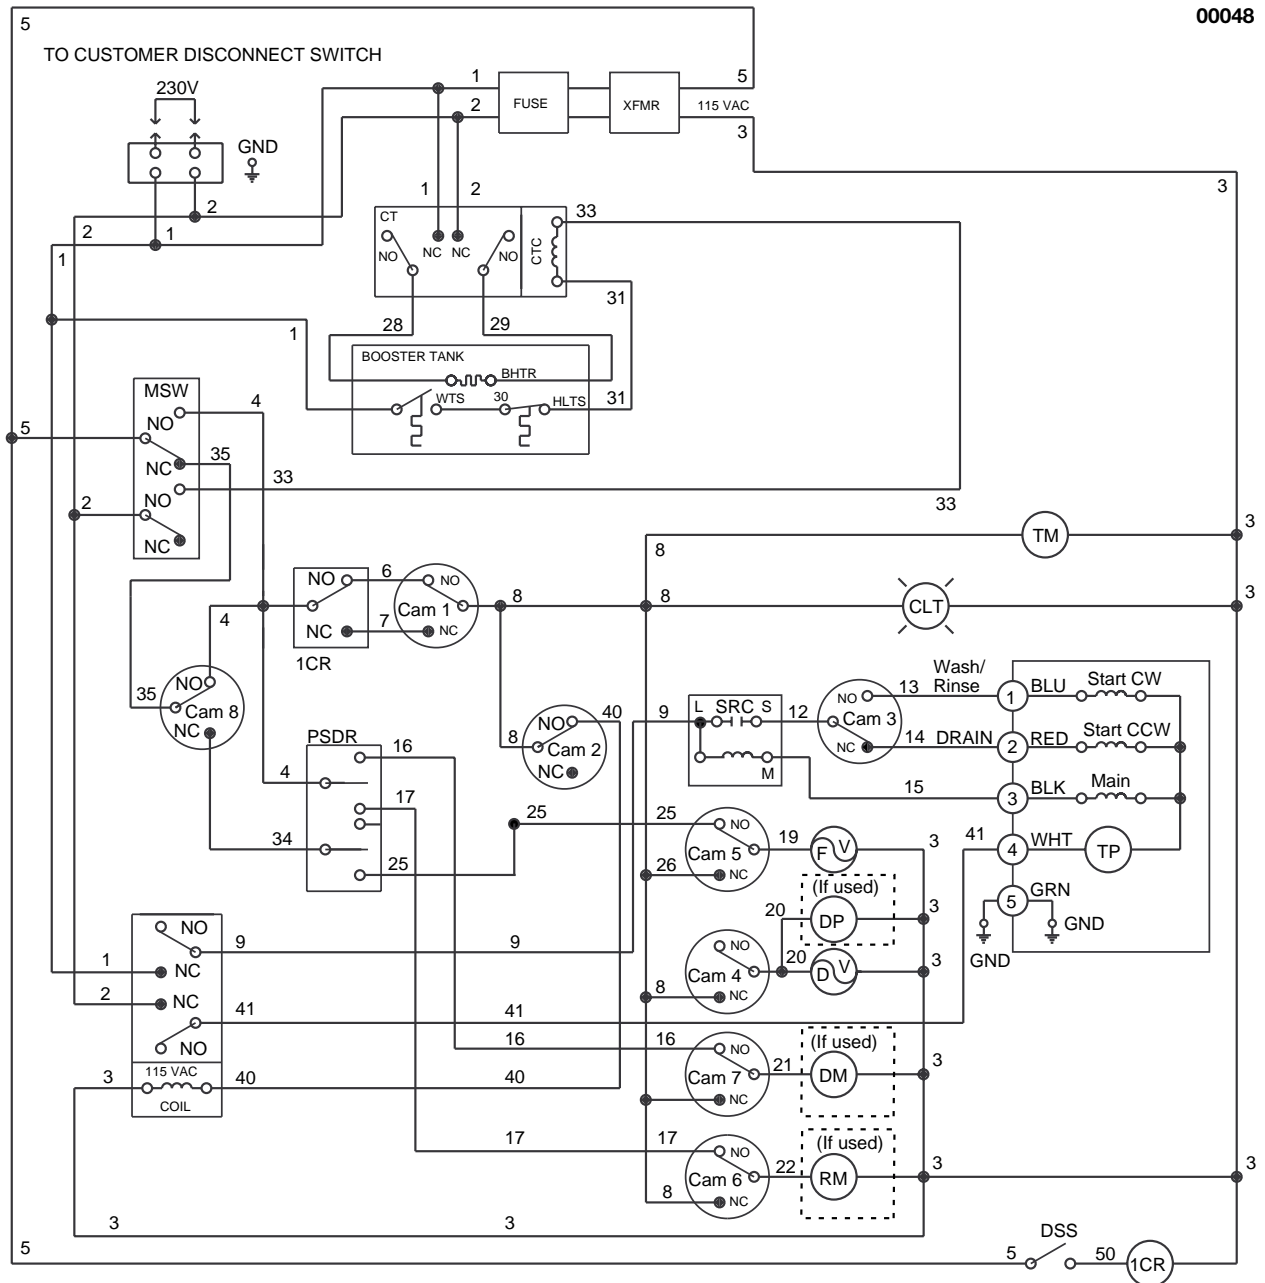 00048
5
TO CUSTOMER DISCONNECT SWITCH
230V
GND
1
2
FUSE
XFMR
5
115 VAC
3
3
2
1
2
1
1
2
CT
NO
NC
NC
NO
CTC
33
31
28
29
1
BOOSTER TANK
BHTR
WTS
30
HLTS
31
MSW
NO
4
5
NC
35
33
33
NO
2
NC
TM
3
8
NO
6
NO
Cam 1
8
8
CLT
3
NC
7
NC
1CR
4
35
NO
Cam 8
NC
Wash/
Rinse
13
1
BLU
Start CW
9
L
SRC
S
12
NO
Cam 3
NC
14
DRAIN
2
RED
Start CCW
M
15
3
BLK
Main
8
NO
40
Cam 2
NC
PSDR
16
4
17
34
25
25
25
NO
Cam 5
19
F
V
3
26
NC
41
4
WHT
TP
(If used)
20
DP
3
GRN
5
GND
GND
NO
Cam 4
20
D
V
3
8
NC
NO
9
9
1
NC
2
NC
41
41
NO
16
16
NO
Cam 7
21
(If used)
DM
3
NC
115 VAC
3
40
40
COIL
17
17
NO
Cam 6
22
(If used)
RM
3
3
8
NC
3
3
5
DSS
5
50
1CR